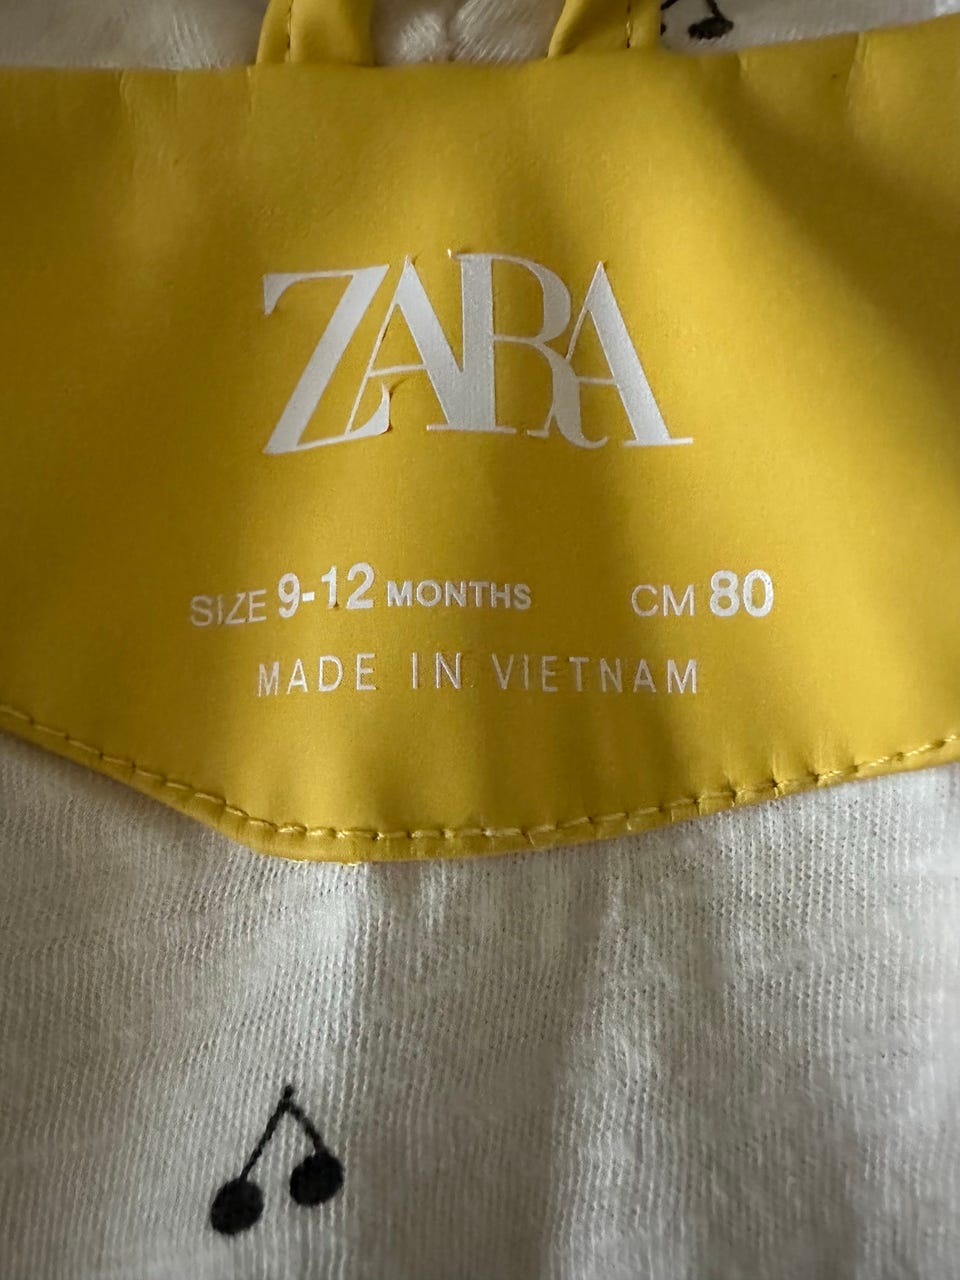 ZARA
SIZE 9-12 MONTHS CM 80
MADE IN VIETNAM